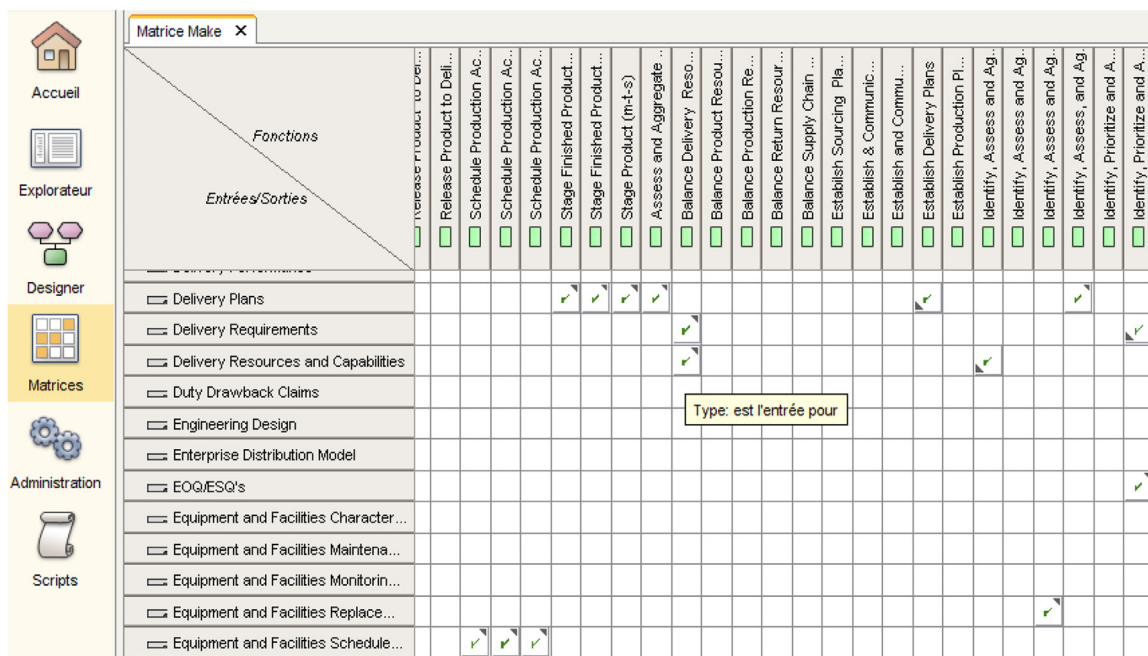 Matrice Make X
Accueil
Explorateur
Designer
Matrices
Administration
Scripts
Fonctions
Entrées/Sorties
Release Product to Deli...
Release Product to Deli...
Schedule Production Ac...
Schedule Production Ac...
Schedule Production Ac...
Stage Finished Product...
Stage Finished Product...
Stage Product (m-t-s)
Assess and Aggregate ...
Balance Delivery Reso...
Balance Product Resou...
Balance Production Re...
Balance Return Resour...
Balance Supply Chain ...
Establish Sourcing Pla...
Establish & Communic...
Establish and Commu...
Establish Delivery Plans
Establish Production Pl...
Identify, Assess and Ag..
Identify, Assess and Ag..
Identify, Assess and Ag..
Identify, Assess, and Ag.
Identify, Prioritize and A...
Identify, Prioritize and A...
Delivery Performance
Delivery Plans
Delivery Requirements
Delivery Resources and Capabilities
Duty Drawback Claims
Type: est l'entrée pour
Engineering Design
Enterprise Distribution Model
EOQ/ESQ's
Equipment and Facilities Character...
Equipment and Facilities Maintena...
Equipment and Facilities Monitorin...
Equipment and Facilities Replace...
Equipment and Facilities Schedule...